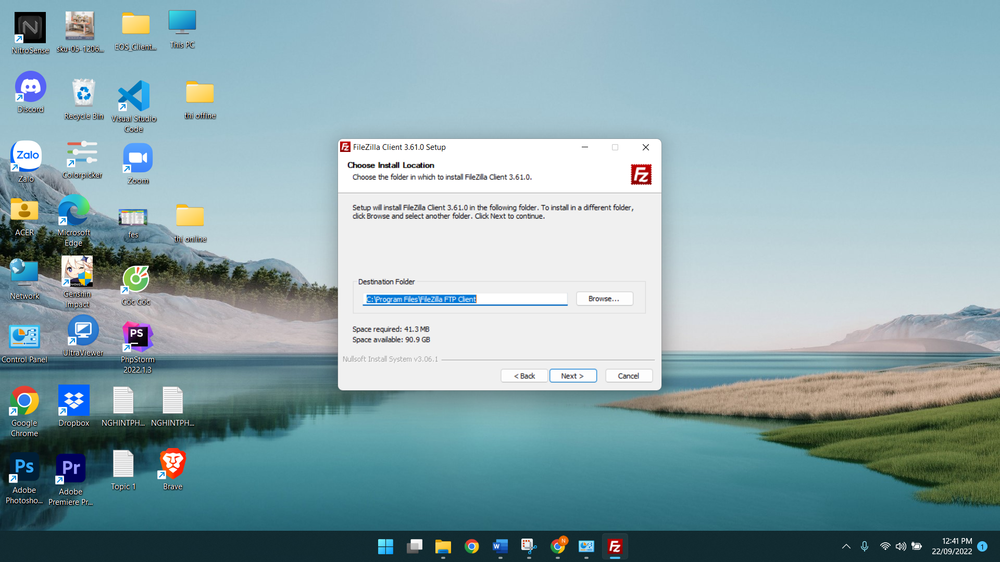 NitroSense
sku-05-1206...
EOS_Client...
This PC
Discord
Recycle Bin
Visual Studio
Code
thi offine
Zalo
Zalo
Colorpicker
Zoom
ACER
Microsoft
Edge
fes
thi online
Network
Genshin
Impact
Cốc Cốc
Control Panel
UltraViewer
PS
PhpStorm
2022.1.3
Google
Chrome
Dropbox
NGHINTPH...
NGHINTPH...
Ps
Adobe
Photosho...
Pr
Adobe
Premiere Pr...
Topic 1
Brave
Fz FileZilla Client 3.61.0 Setup
Choose Install Location
Choose the folder in which to install FileZilla Client 3.61.0.
Fz
Setup will install FileZilla Client 3.61.0 in the following folder. To install in a different folder,
click Browse and select another folder. Click Next to continue.
Destination Folder
C:\Program Files\FileZilla FTP Client
Browse...
Space required: 41.3 MB
Space available: 90.9 GB
Nullsoft Install System v3.06.1
< Back
Next >
Cancel
W
N
Fz
12:41 PM
22/09/2022
1